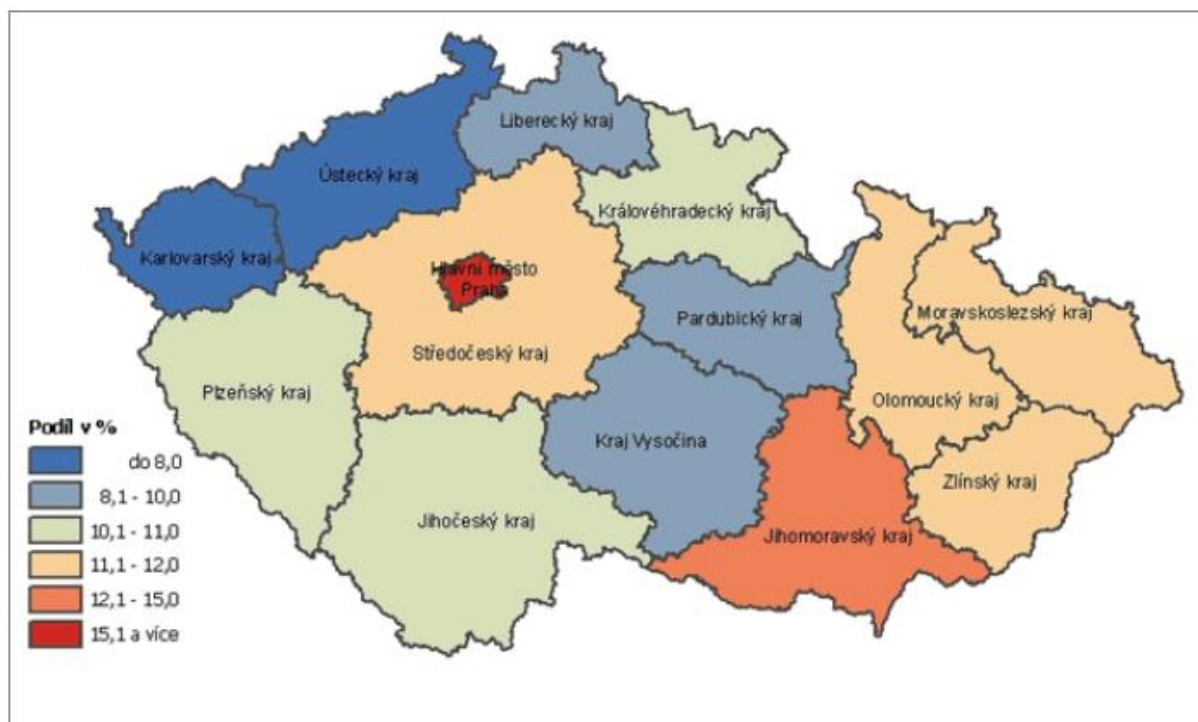 Liberecký kraj
Ústecký kraj
Královéhradecký kraj
Karlovarský kraj
Hlavní město
Praha
Moravskoslezský kraj
Pardubický kraj
Středočeský kraj
Plzeňský kraj
Olomoucký kraj
Kraj Vysočina
Zlínský kraj
Jihočeský kraj
Jihomoravský kraj
Podíl v %
do 8,0
8,1 - 10,0
10,1 - 11,0
11,1 - 12,0
12,1 - 15,0
15,1 a více